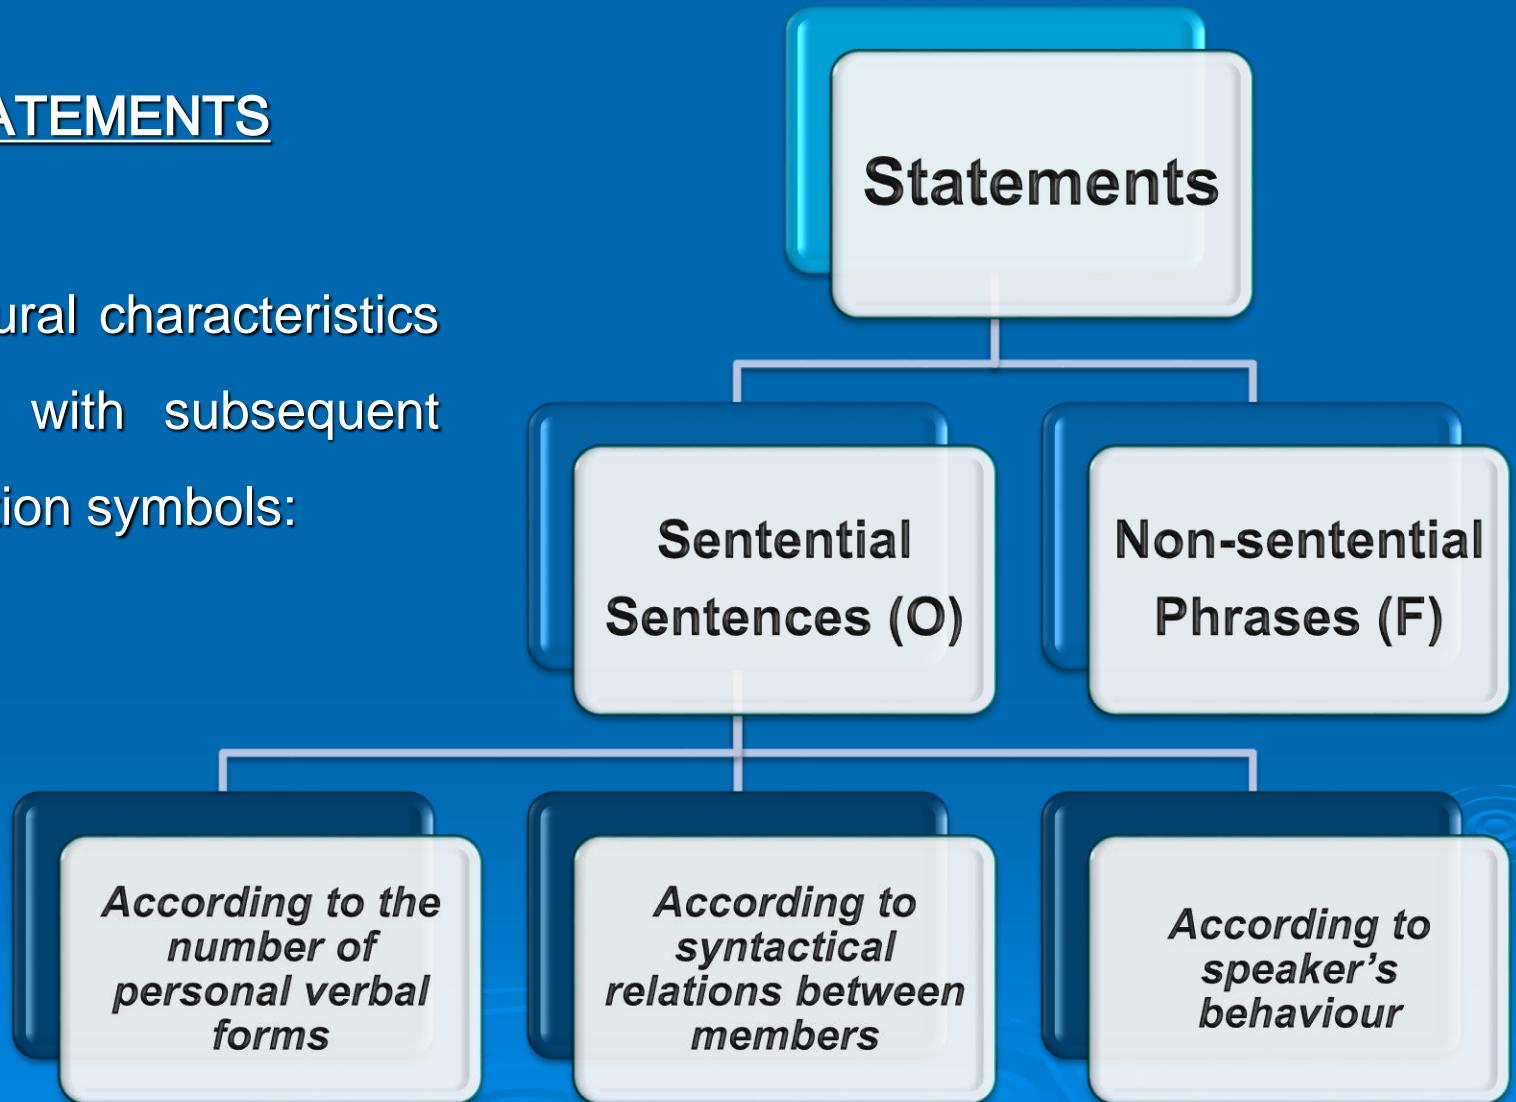 ATEMENTS
ural characteristics
with subsequent
tion symbols:
Statements
Sentential
Sentences (O)
Non-sentential
Phrases (F)
According to the
number of
personal verbal
forms
According to
syntactical
relations between
members
According to
speaker’s
behaviour